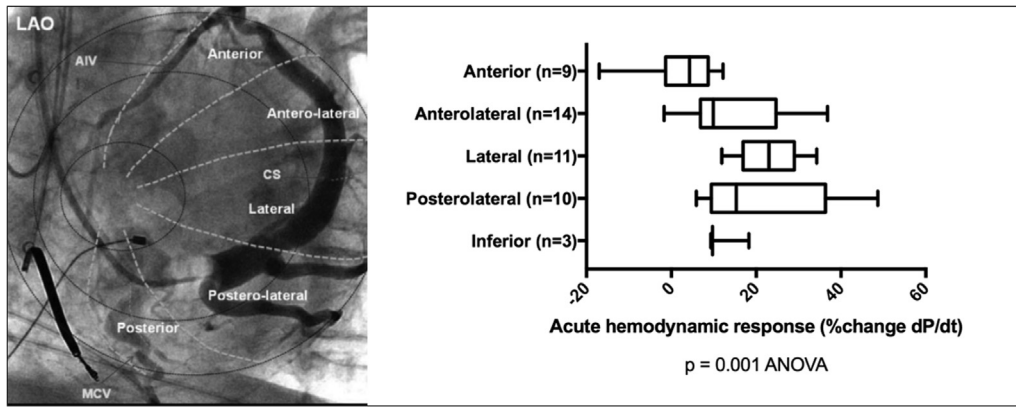 LAO
AIV
Anterior
Antero-lateral
CS
Lateral
Postero-lateral
Posterior
MCV
Anterior (n=9)
Anterolateral (n=14)
Lateral (n=11)
Posterolateral (n=10)
Inferior (n=3)
-20
0
20
40
60
Acute hemodynamic response (%change dP/dt)
p = 0.001 ANOVA